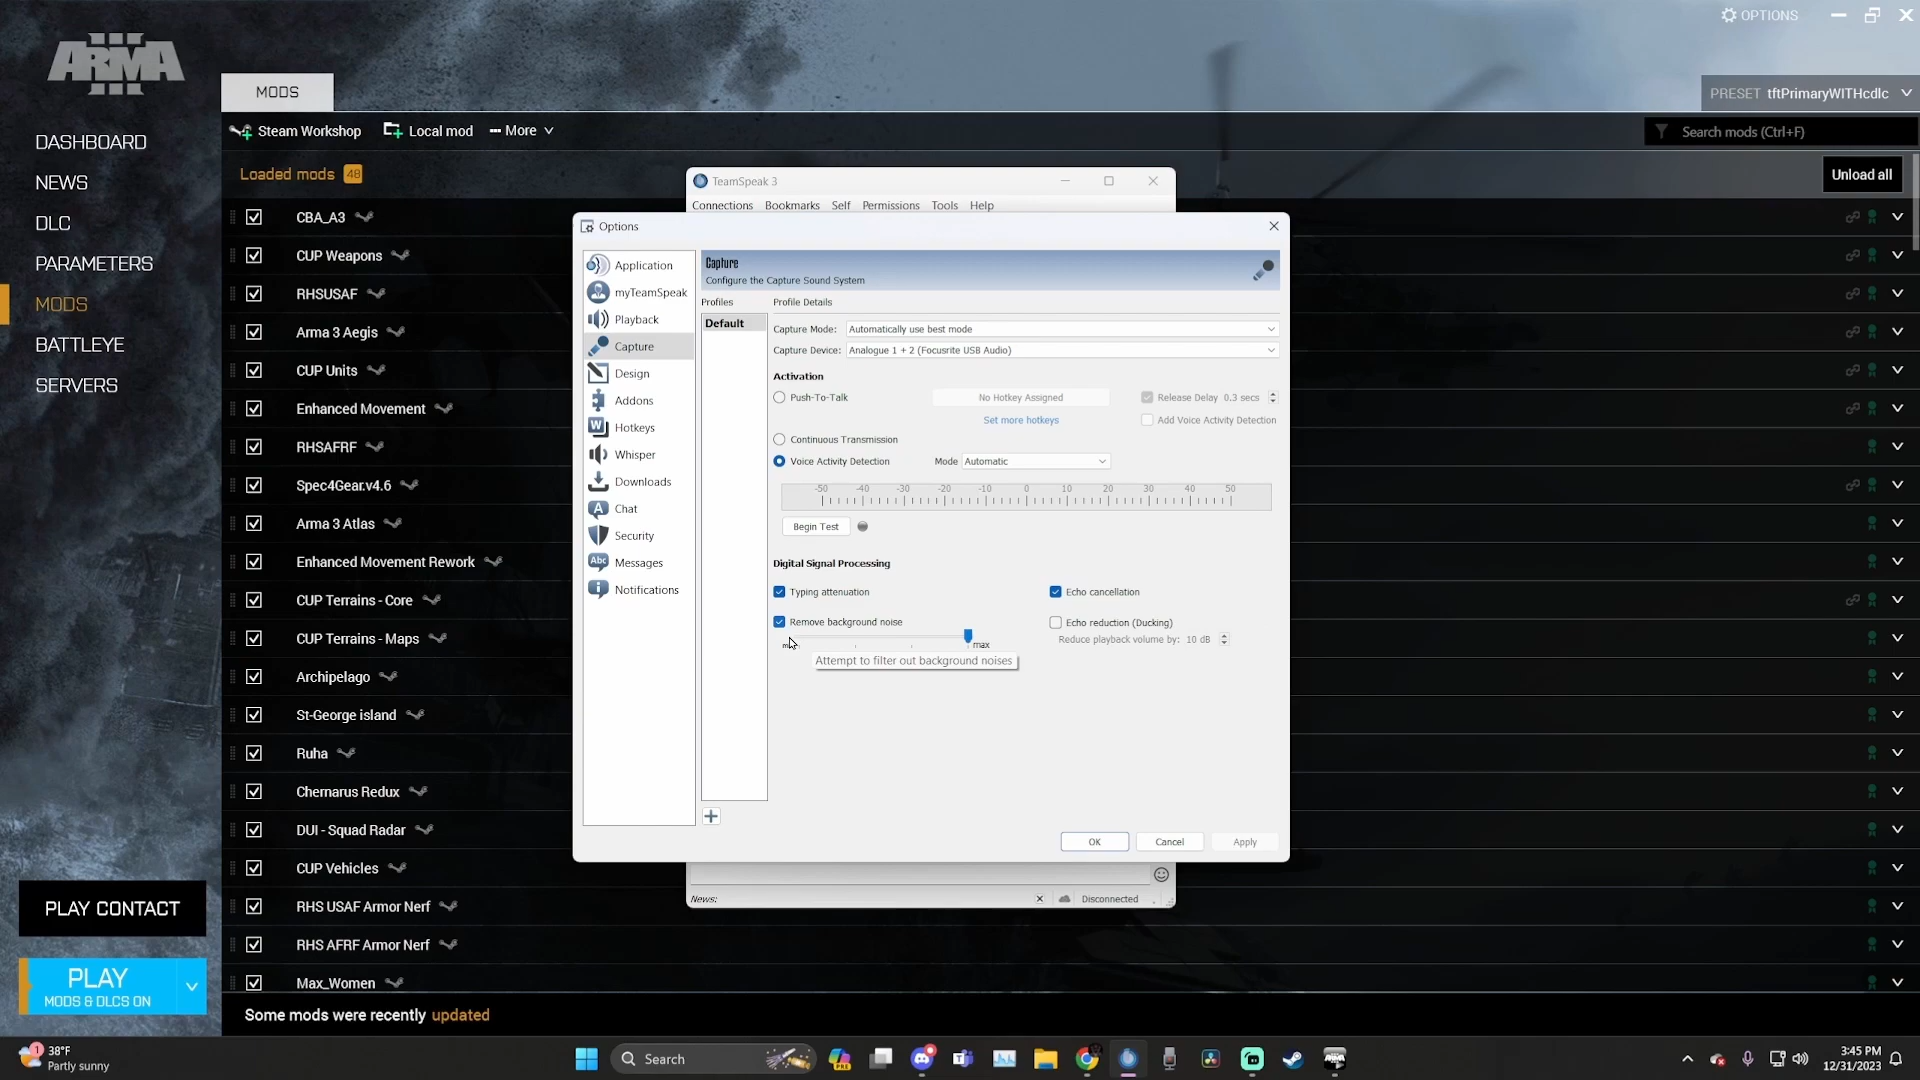 OPTIONS
ARMA III
MODS
PRESET tftPrimaryWITHcdlc
DASHBOARD
NEWS
DLC
PARAMETERS
MODS
BATTLEYE
SERVERS
Steam Workshop
Local mod
More
Search mods (Ctrl+F)
Loaded mods 48
Unload all
CBA_A3
CUP Weapons
RHSUSAF
Arma 3 Aegis
CUP Units
Enhanced Movement
RHSAFRF
Spec4Gear.v4.6
Arma 3 Atlas
Enhanced Movement Rework
CUP Terrains - Core
CUP Terrains - Maps
Archipelago
St-George island
Ruha
Chernarus Redux
DUI - Squad Radar
CUP Vehicles
RHS USAF Armor Nerf
RHS AFRF Armor Nerf
Max_Women
TeamSpeak 3
Connections Bookmarks Self Permissions Tools Help
Options
Application
myTeamSpeak
Playback
Capture
Design
Addons
Hotkeys
Whisper
Downloads
Chat
Security
Messages
Notifications
Capture
Configure the Capture Sound System
Profiles
Profile Details
Default
Capture Mode: Automatically use best mode
Capture Device: Analogue 1 + 2 (Focusrite USB Audio)
Activation
Push-To-Talk
No Hotkey Assigned
Release Delay 0.3 secs
Set more hotkeys
Add Voice Activity Detection
Continuous Transmission
Voice Activity Detection
Mode Automatic
-50 -40 -30 -20 -10 0 10 20 30 40 50
Begin Test
Digital Signal Processing
Typing attenuation
Echo cancellation
Remove background noise
Echo reduction (Ducking)
Reduce playback volume by: 10 dB
max
Attempt to filter out background noises
OK
Cancel
Apply
News:
Disconnected
PLAY CONTACT
PLAY
MODS & DLCS ON
Some mods were recently updated
1
38°F
Partly sunny
Search
PRE
3:45 PM
12/31/2023